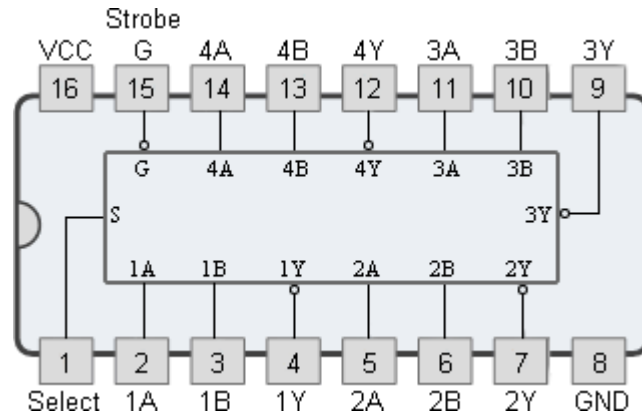 Strobe
VCC G 4A 4B 4Y 3A 3B 3Y
16 15 14 13 12 11 10 9
G 4A 4B 4Y 3A 3B
S 3Y
1A 1B 1Y 2A 2B 2Y
1 2 3 4 5 6 7 8
Select 1A 1B 1Y 2A 2B 2Y GND